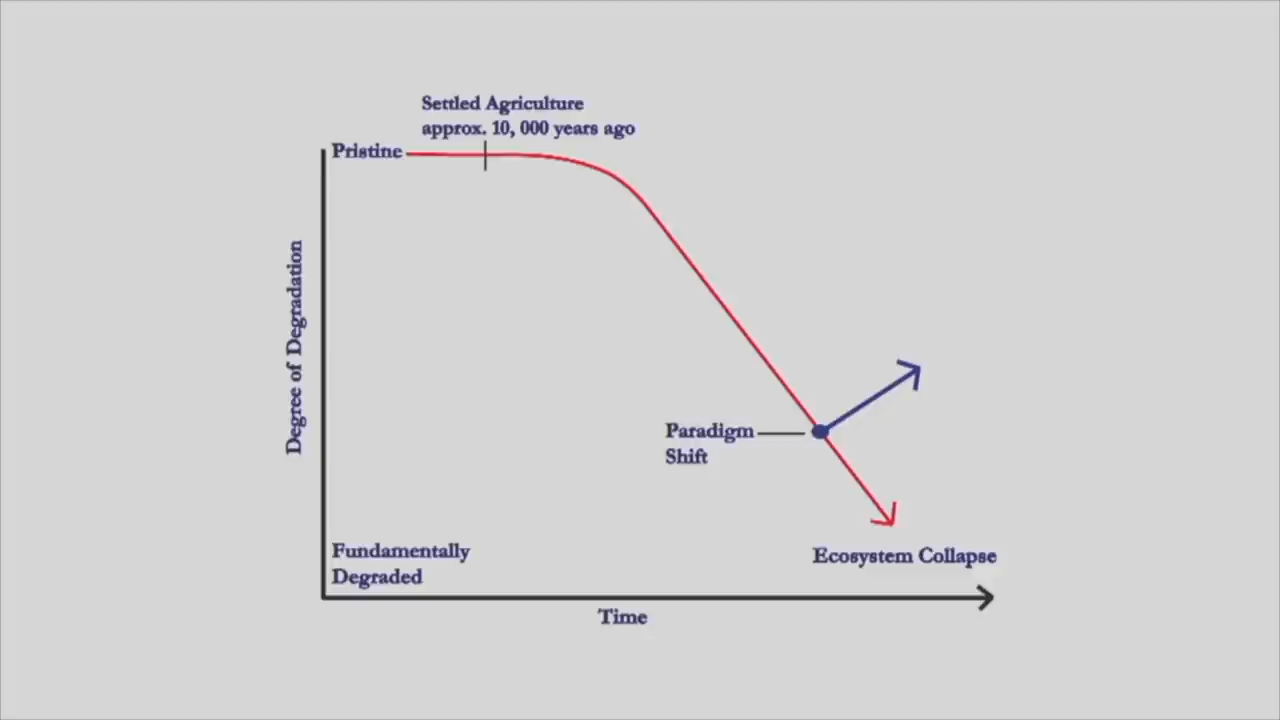 Settled Agriculture
approx. 10, 000 years ago
Pristine
Degree of Degradation
Paradigm
Shift
Fundamentally
Degraded
Ecosystem Collapse
Time